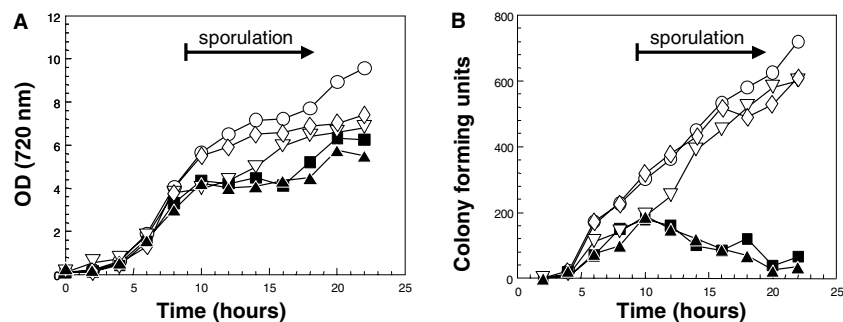 A
sporulation
12
10
8
6
4
2
0
OD (720 nm)
0 5 10 15 20 25
Time (hours)
B
sporulation
800
600
400
200
0
Colony forming units
0 5 10 15 20 25
Time (hours)